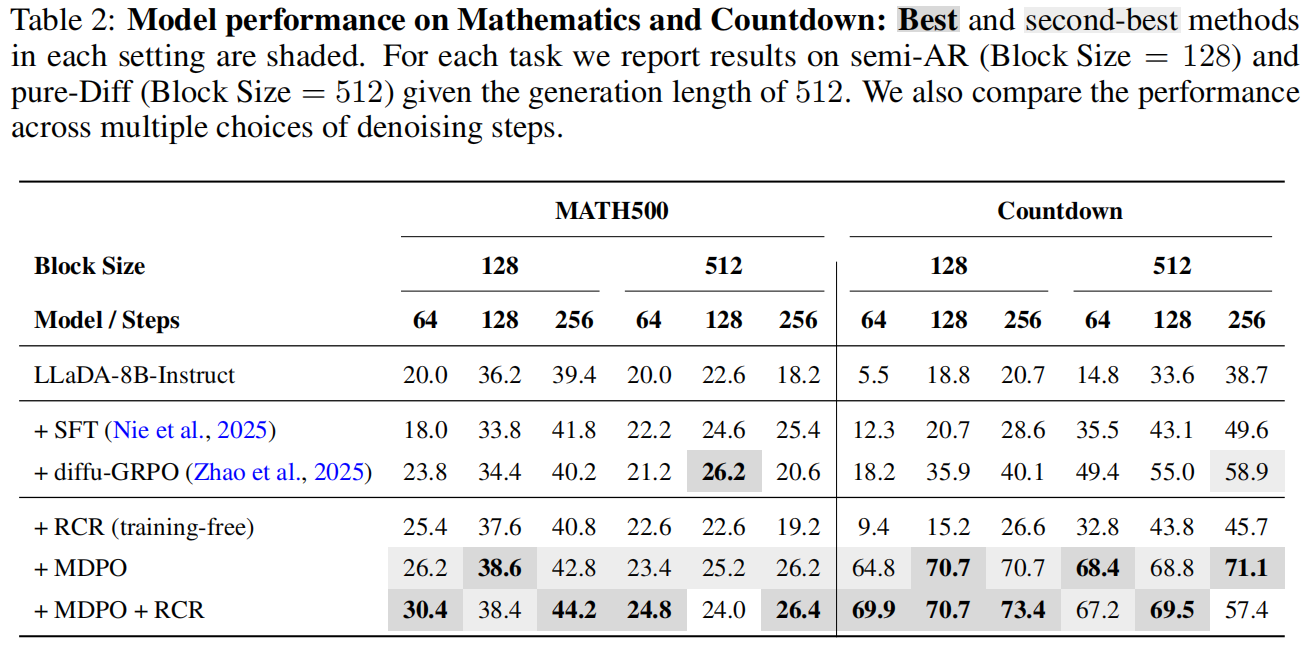 Table 2: Model performance on Mathematics and Countdown: Best and second-best methods
in each setting are shaded. For each task we report results on semi-AR (Block Size = 128) and
pure-Diff (Block Size = 512) given the generation length of 512. We also compare the performance
across multiple choices of denoising steps.
MATH500 Countdown
Block Size 128 512 128 512
Model / Steps 64 128 256 64 128 256 64 128 256 64 128 256
LLaDA-8B-Instruct 20.0 36.2 39.4 20.0 22.6 18.2 5.5 18.8 20.7 14.8 33.6 38.7
+ SFT (Nie et al., 2025) 18.0 33.8 41.8 22.2 24.6 25.4 12.3 20.7 28.6 35.5 43.1 49.6
+ diffu-GRPO (Zhao et al., 2025) 23.8 34.4 40.2 21.2 26.2 20.6 18.2 35.9 40.1 49.4 55.0 58.9
+ RCR (training-free) 25.4 37.6 40.8 22.6 22.6 19.2 9.4 15.2 26.6 32.8 43.8 45.7
+ MDPO 26.2 38.6 42.8 23.4 25.2 26.2 64.8 70.7 70.7 68.4 68.8 71.1
+ MDPO + RCR 30.4 38.4 44.2 24.8 24.0 26.4 69.9 70.7 73.4 67.2 69.5 57.4